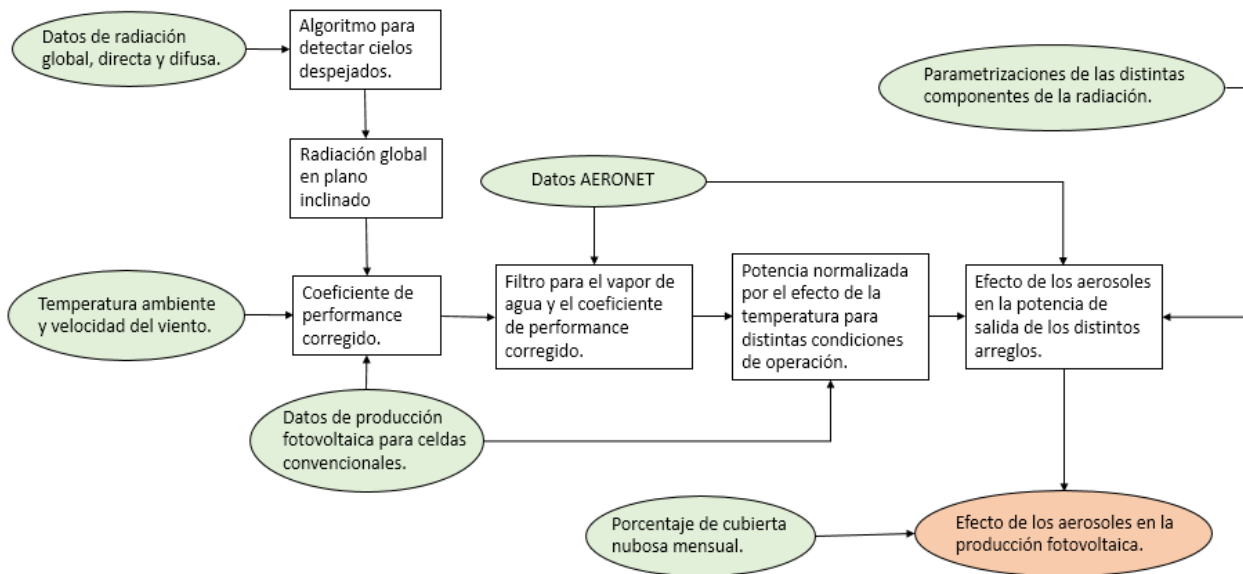 Datos de radiación
global, directa y difusa.
Algoritmo para
detectar cielos
despejados.
Parametrizaciones de las distintas
componentes de la radiación.
Radiación global
en plano
inclinado
Datos AERONET
Temperatura ambiente
y velocidad del viento.
Coeficiente de
performance
corregido.
Filtro para el vapor de
agua y el coeficiente
de performance
corregido.
Potencia normalizada
por el efecto de la
temperatura para
distintas condiciones
de operación.
Efecto de los aerosoles
en la potencia de
salida de los distintos
arreglos.
Datos de producción
fotovoltaica para celdas
convencionales.
Porcentaje de cubierta
nubosa mensual.
Efecto de los aerosoles en la
producción fotovoltaica.